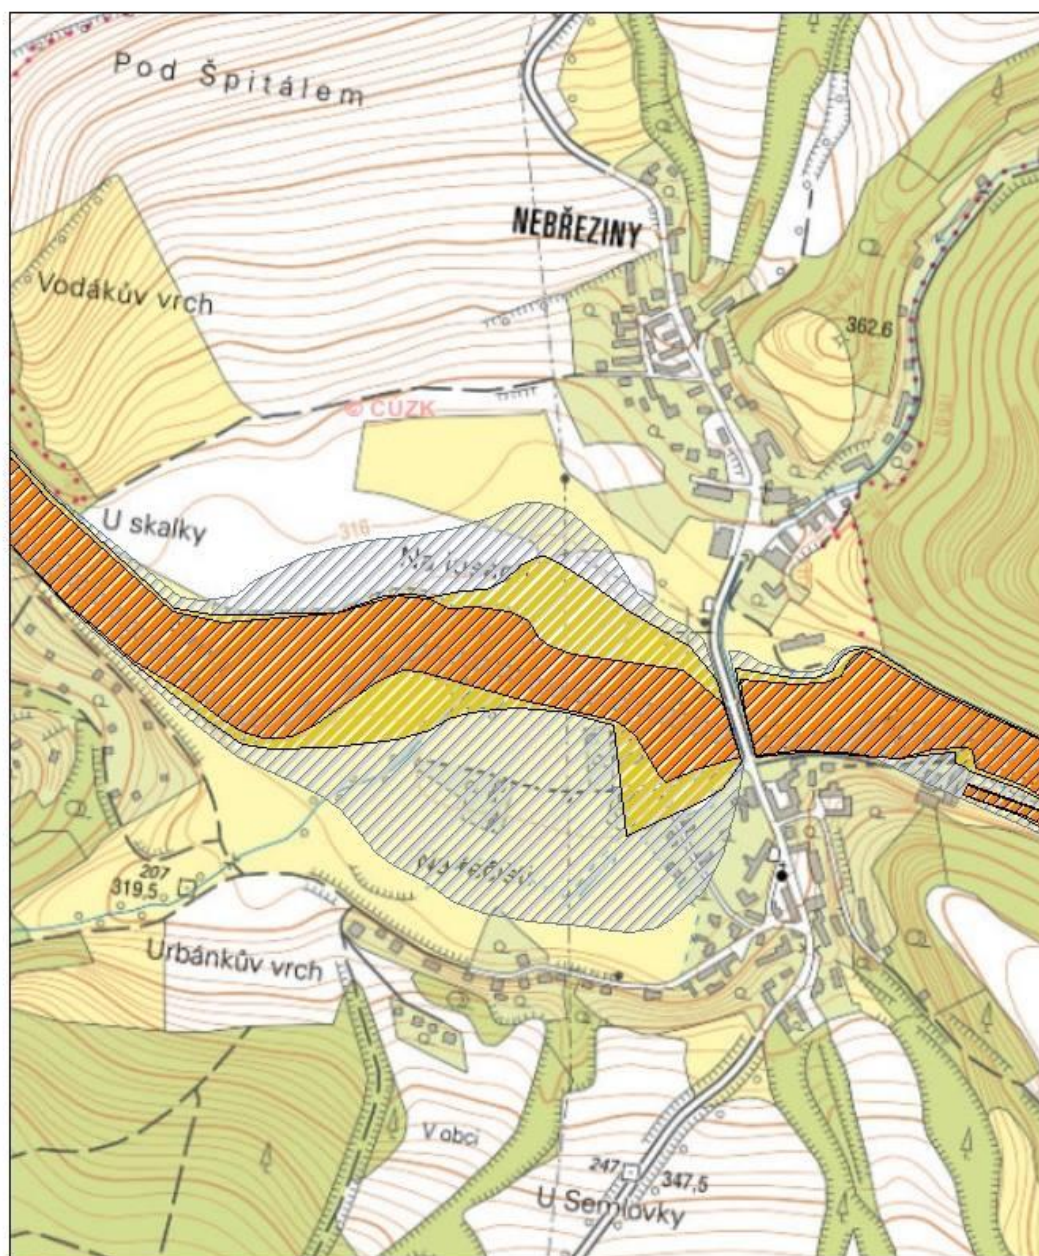 Pod Špitálem
NEBŘEZINY
Vodákův vrch
362.6
© ČÚZK
316
U skalky
207
319,5
Urbánkův vrch
V obci
247
347,5
U Semlovky